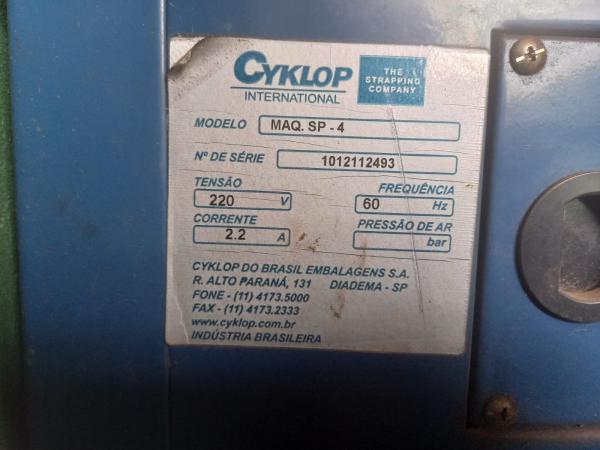 CYKLOP
INTERNATIONAL
THE
STRAPPING
COMPANY
MODELO MAQ. SP - 4
Nº DE SÉRIE 1012112493
TENSÃO FREQUÊNCIA
220 V 60 Hz
CORRENTE PRESSÃO DE AR
2.2 A bar
CYKLOP DO BRASIL EMBALAGENS S.A.
R. ALTO PARANÁ, 131 DIADEMA - SP
FONE - (11) 4173.5000
FAX - (11) 4173.2333
www.cyklop.com.br
INDÚSTRIA BRASILEIRA